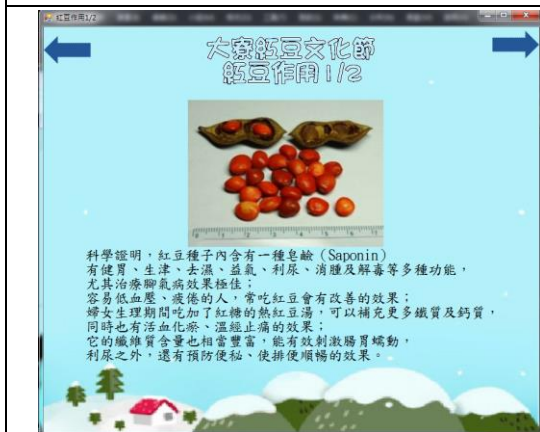 紅豆作用1/2
大寮紅豆文化節
紅豆作用1/2
科學證明，紅豆種子內含有一種皂鹼（Saponin）
有健胃、生津、去濕、益氣、利尿、消腫及解毒等多種功能，
尤其治療腳氣病效果極佳；
容易低血壓、疲倦的人，常吃紅豆會有改善的效果；
婦女生理期間吃加了紅糖的熱紅豆湯，可以補充更多鐵質及鈣質，
同時也有活血化瘀、溫經止痛的效果；
它的纖維質含量也相當豐富，能有效刺激腸胃蠕動，
利尿之外，還有預防便秘、使排便順暢的效果。